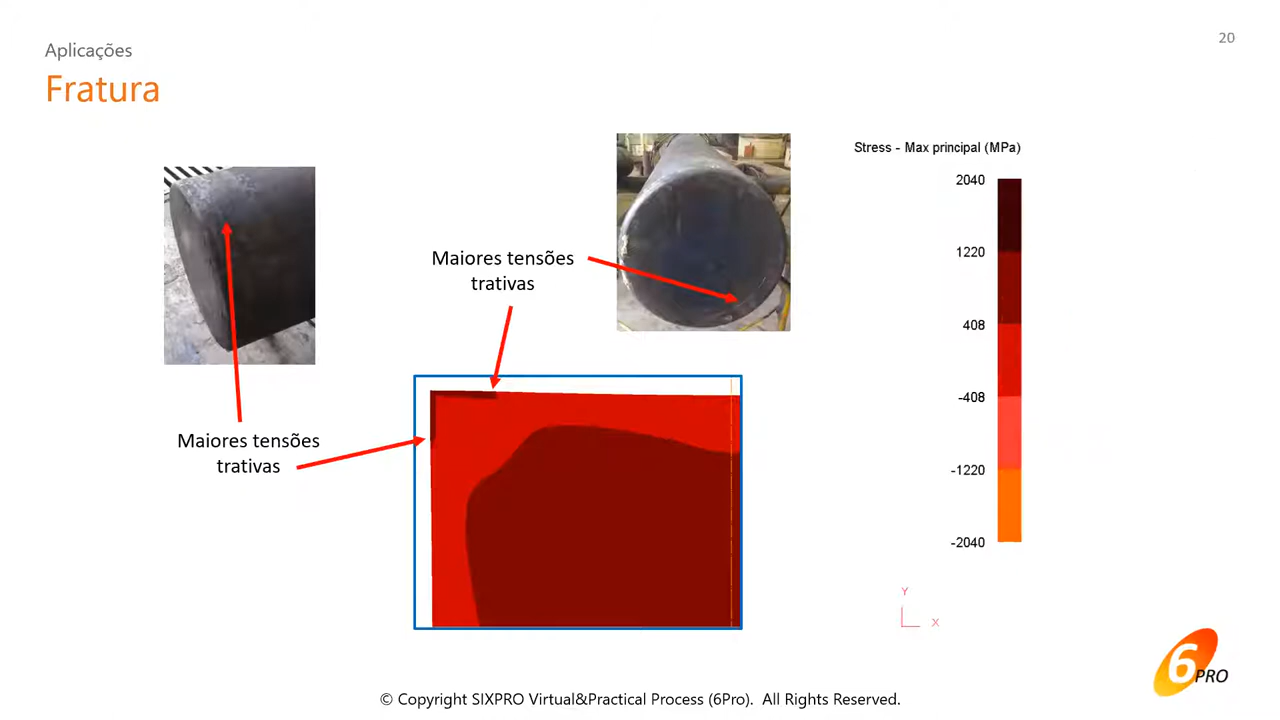 Aplicações
20
Fratura
Stress - Max principal (MPa)
2040
1220
408
-408
-1220
-2040
Maiores tensões
trativas
Maiores tensões
trativas
Y
X
6
PRO
© Copyright SIXPRO Virtual&Practical Process (6Pro).  All Rights Reserved.